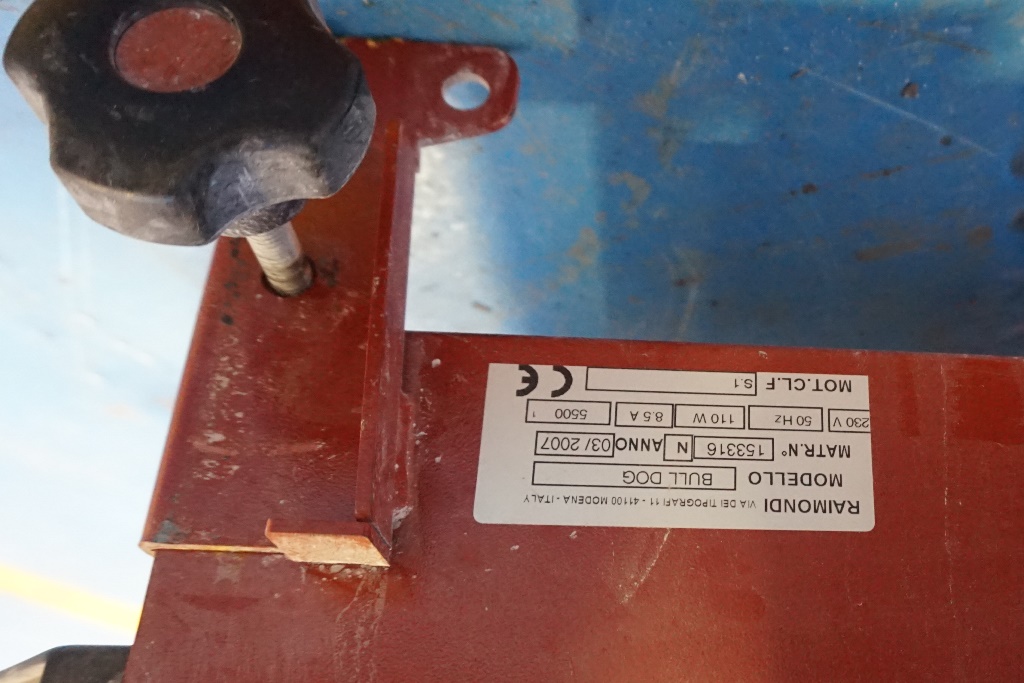 RAIMONDI VIA DEI TIPOGRAFI 11 - 41100 MODENA - ITALY
MODELLO BULL DOG
MATR.N° 153316 N ANNO 03/2007
230 V 50 Hz 110 W 8.5 A 5500 1
MOT.CL.F S.1 CE